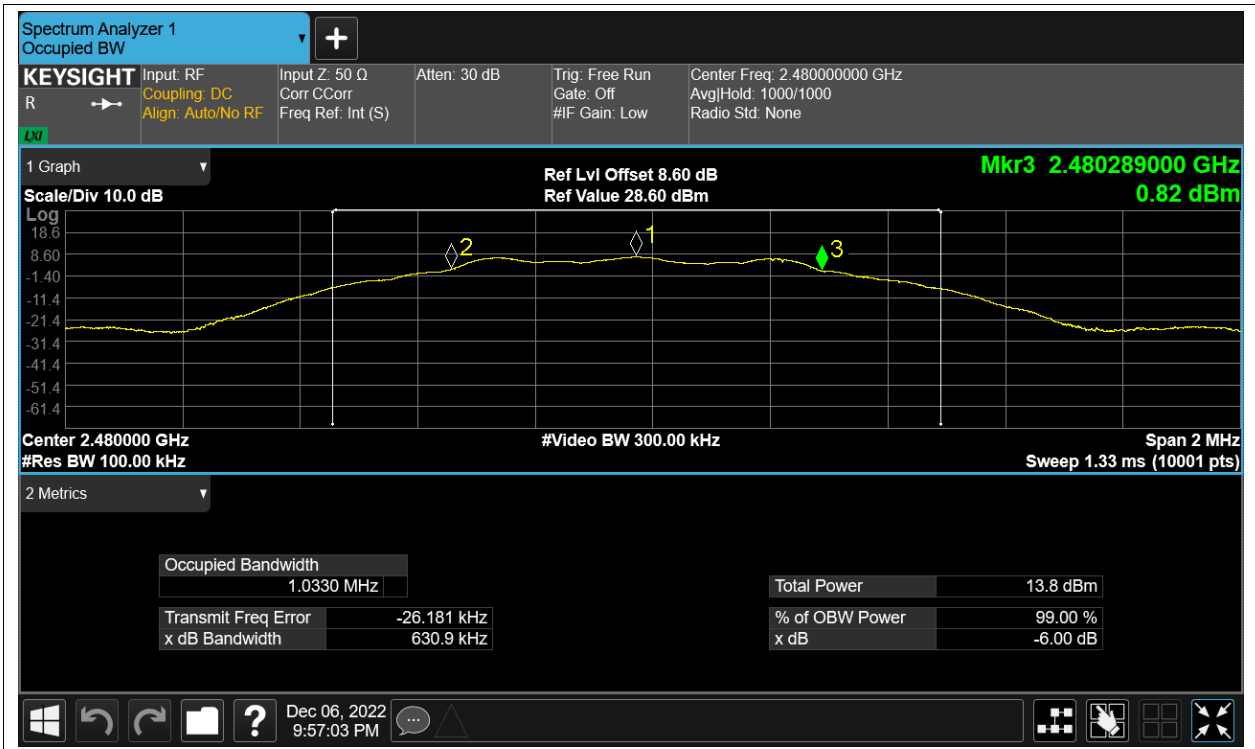 Spectrum Analyzer 1
Occupied BW
KEYSIGHT
R
LXI
Input: RF
Coupling: DC
Align: Auto/No RF
Input Z: 50 Ω
Corr CCorr
Freq Ref: Int (S)
Atten: 30 dB
Trig: Free Run
Gate: Off
#IF Gain: Low
Center Freq: 2.480000000 GHz
Avg|Hold: 1000/1000
Radio Std: None
1 Graph
Scale/Div 10.0 dB
Ref Lvl Offset 8.60 dB
Ref Value 28.60 dBm
Mkr3 2.480289000 GHz
0.82 dBm
Log
18.6
8.60
-1.40
-11.4
-21.4
-31.4
-41.4
-51.4
-61.4
2
1
3
Center 2.480000 GHz
#Res BW 100.00 kHz
#Video BW 300.00 kHz
Span 2 MHz
Sweep 1.33 ms (10001 pts)
2 Metrics
Occupied Bandwidth
1.0330 MHz
Transmit Freq Error -26.181 kHz
x dB Bandwidth 630.9 kHz
Total Power 13.8 dBm
% of OBW Power 99.00 %
x dB -6.00 dB
?
Dec 06, 2022
9:57:03 PM